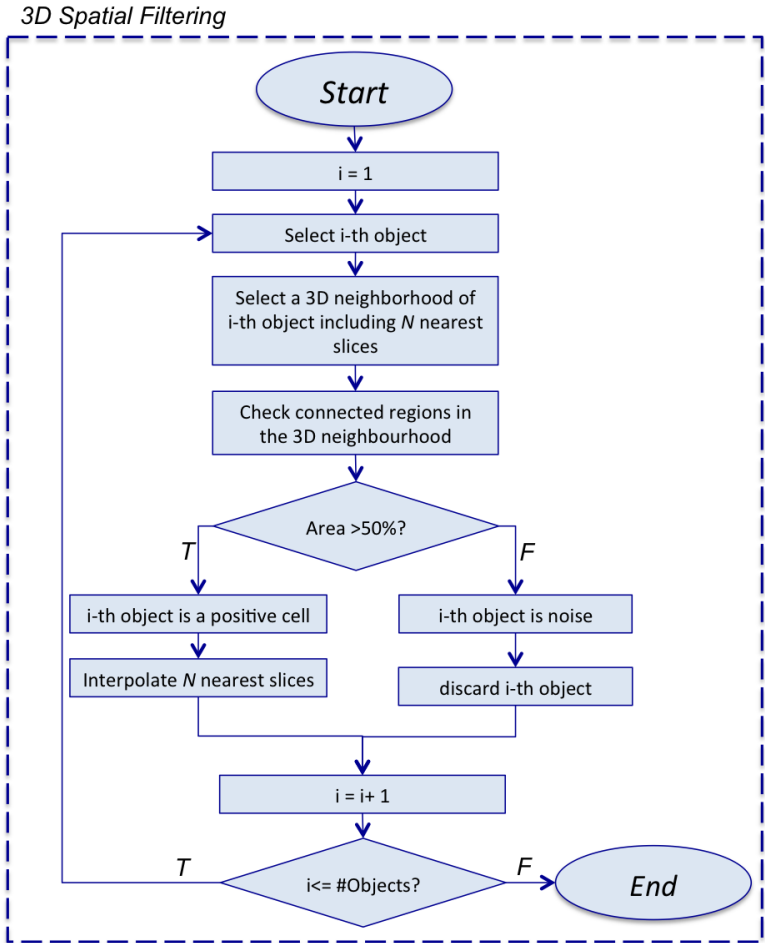 3D Spatial Filtering
Start
i = 1
Select i-th object
Select a 3D neighborhood of
i-th object including N nearest
slices
Check connected regions in
the 3D neighbourhood
Area >50%?
T
F
i-th object is a positive cell
i-th object is noise
Interpolate N nearest slices
discard i-th object
i = i+ 1
T
i<= #Objects?
F
End